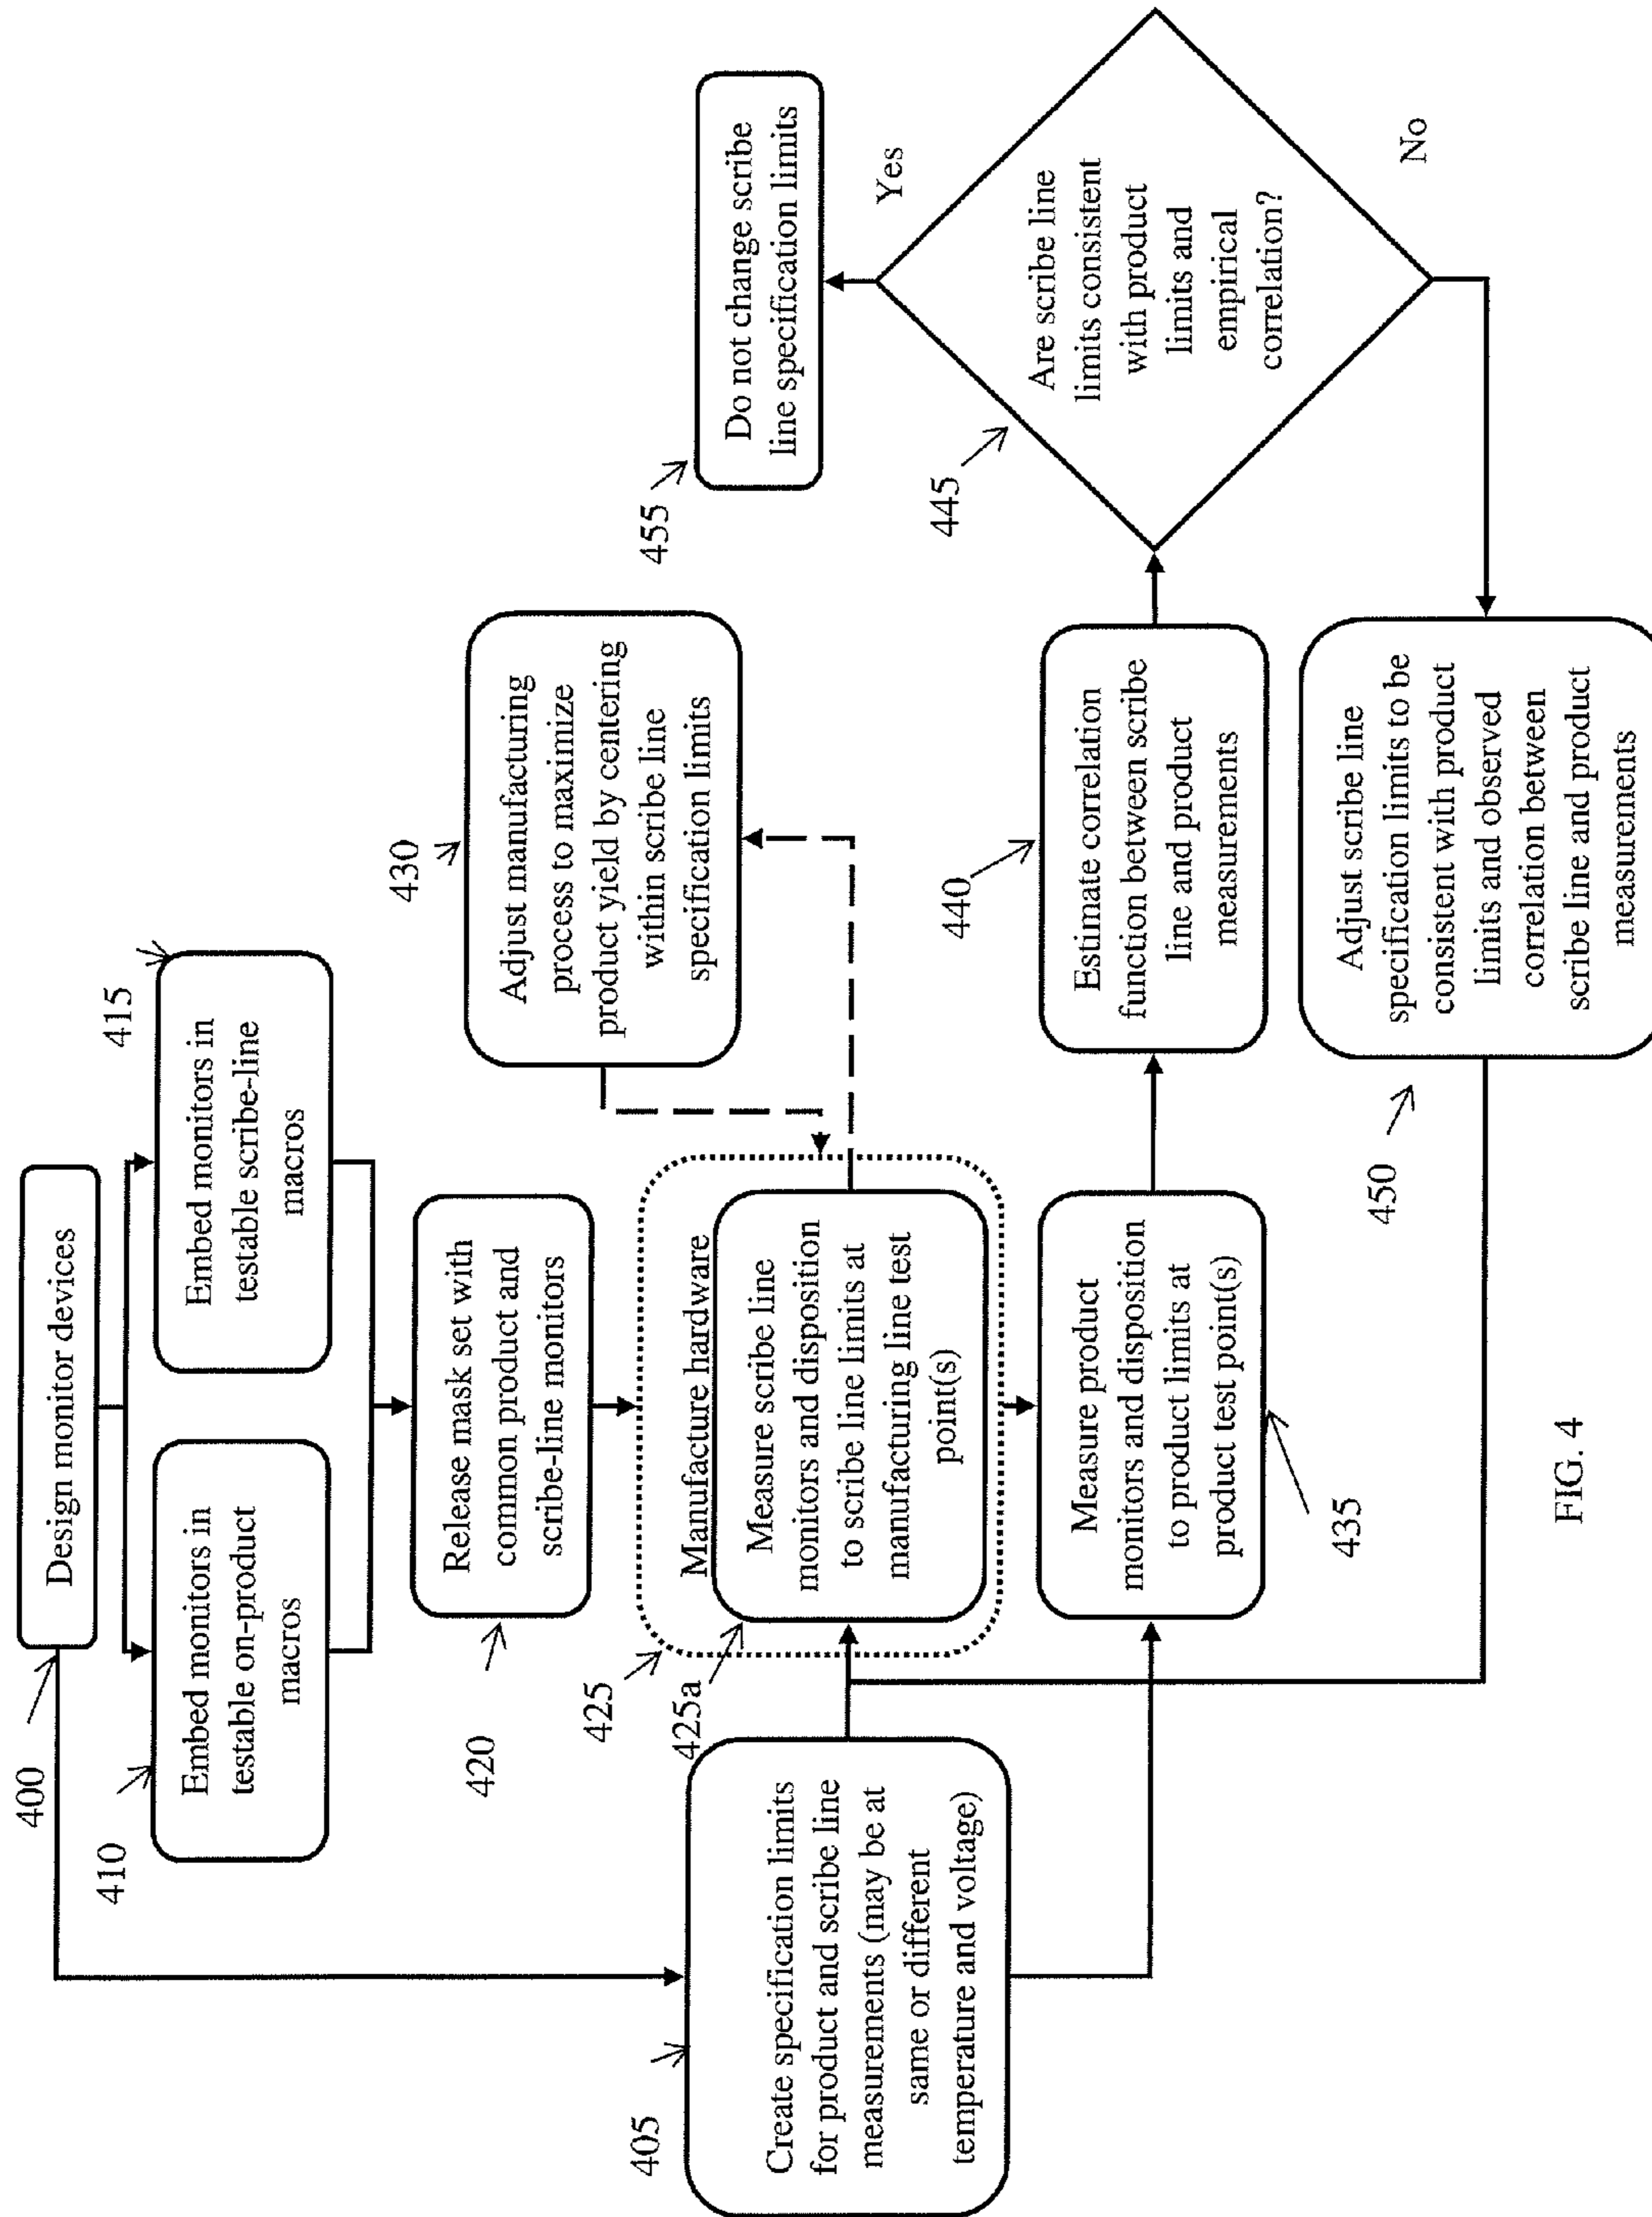 400
Design monitor devices
410
Embed monitors in
testable on-product
macros
415
Embed monitors in
testable scribe-line
macros
420
Release mask set with
common product and
scribe-line monitors
405
Create specification limits
for product and scribe line
measurements (may be at
same or different
temperature and voltage)
425
Manufacture hardware
425a
Measure scribe line
monitors and disposition
to scribe line limits at
manufacturing line test
point(s)
430
Adjust manufacturing
process to maximize
product yield by centering
within scribe line
specification limits
435
Measure product
monitors and disposition
to product limits at
product test point(s)
440
Estimate correlation
function between scribe
line and product
measurements
445
Are scribe line
limits consistent
with product
limits and
empirical
correlation?
Yes
No
455
Do not change scribe
line specification limits
450
Adjust scribe line
specification limits to be
consistent with product
limits and observed
correlation between
scribe line and product
measurements
FIG. 4